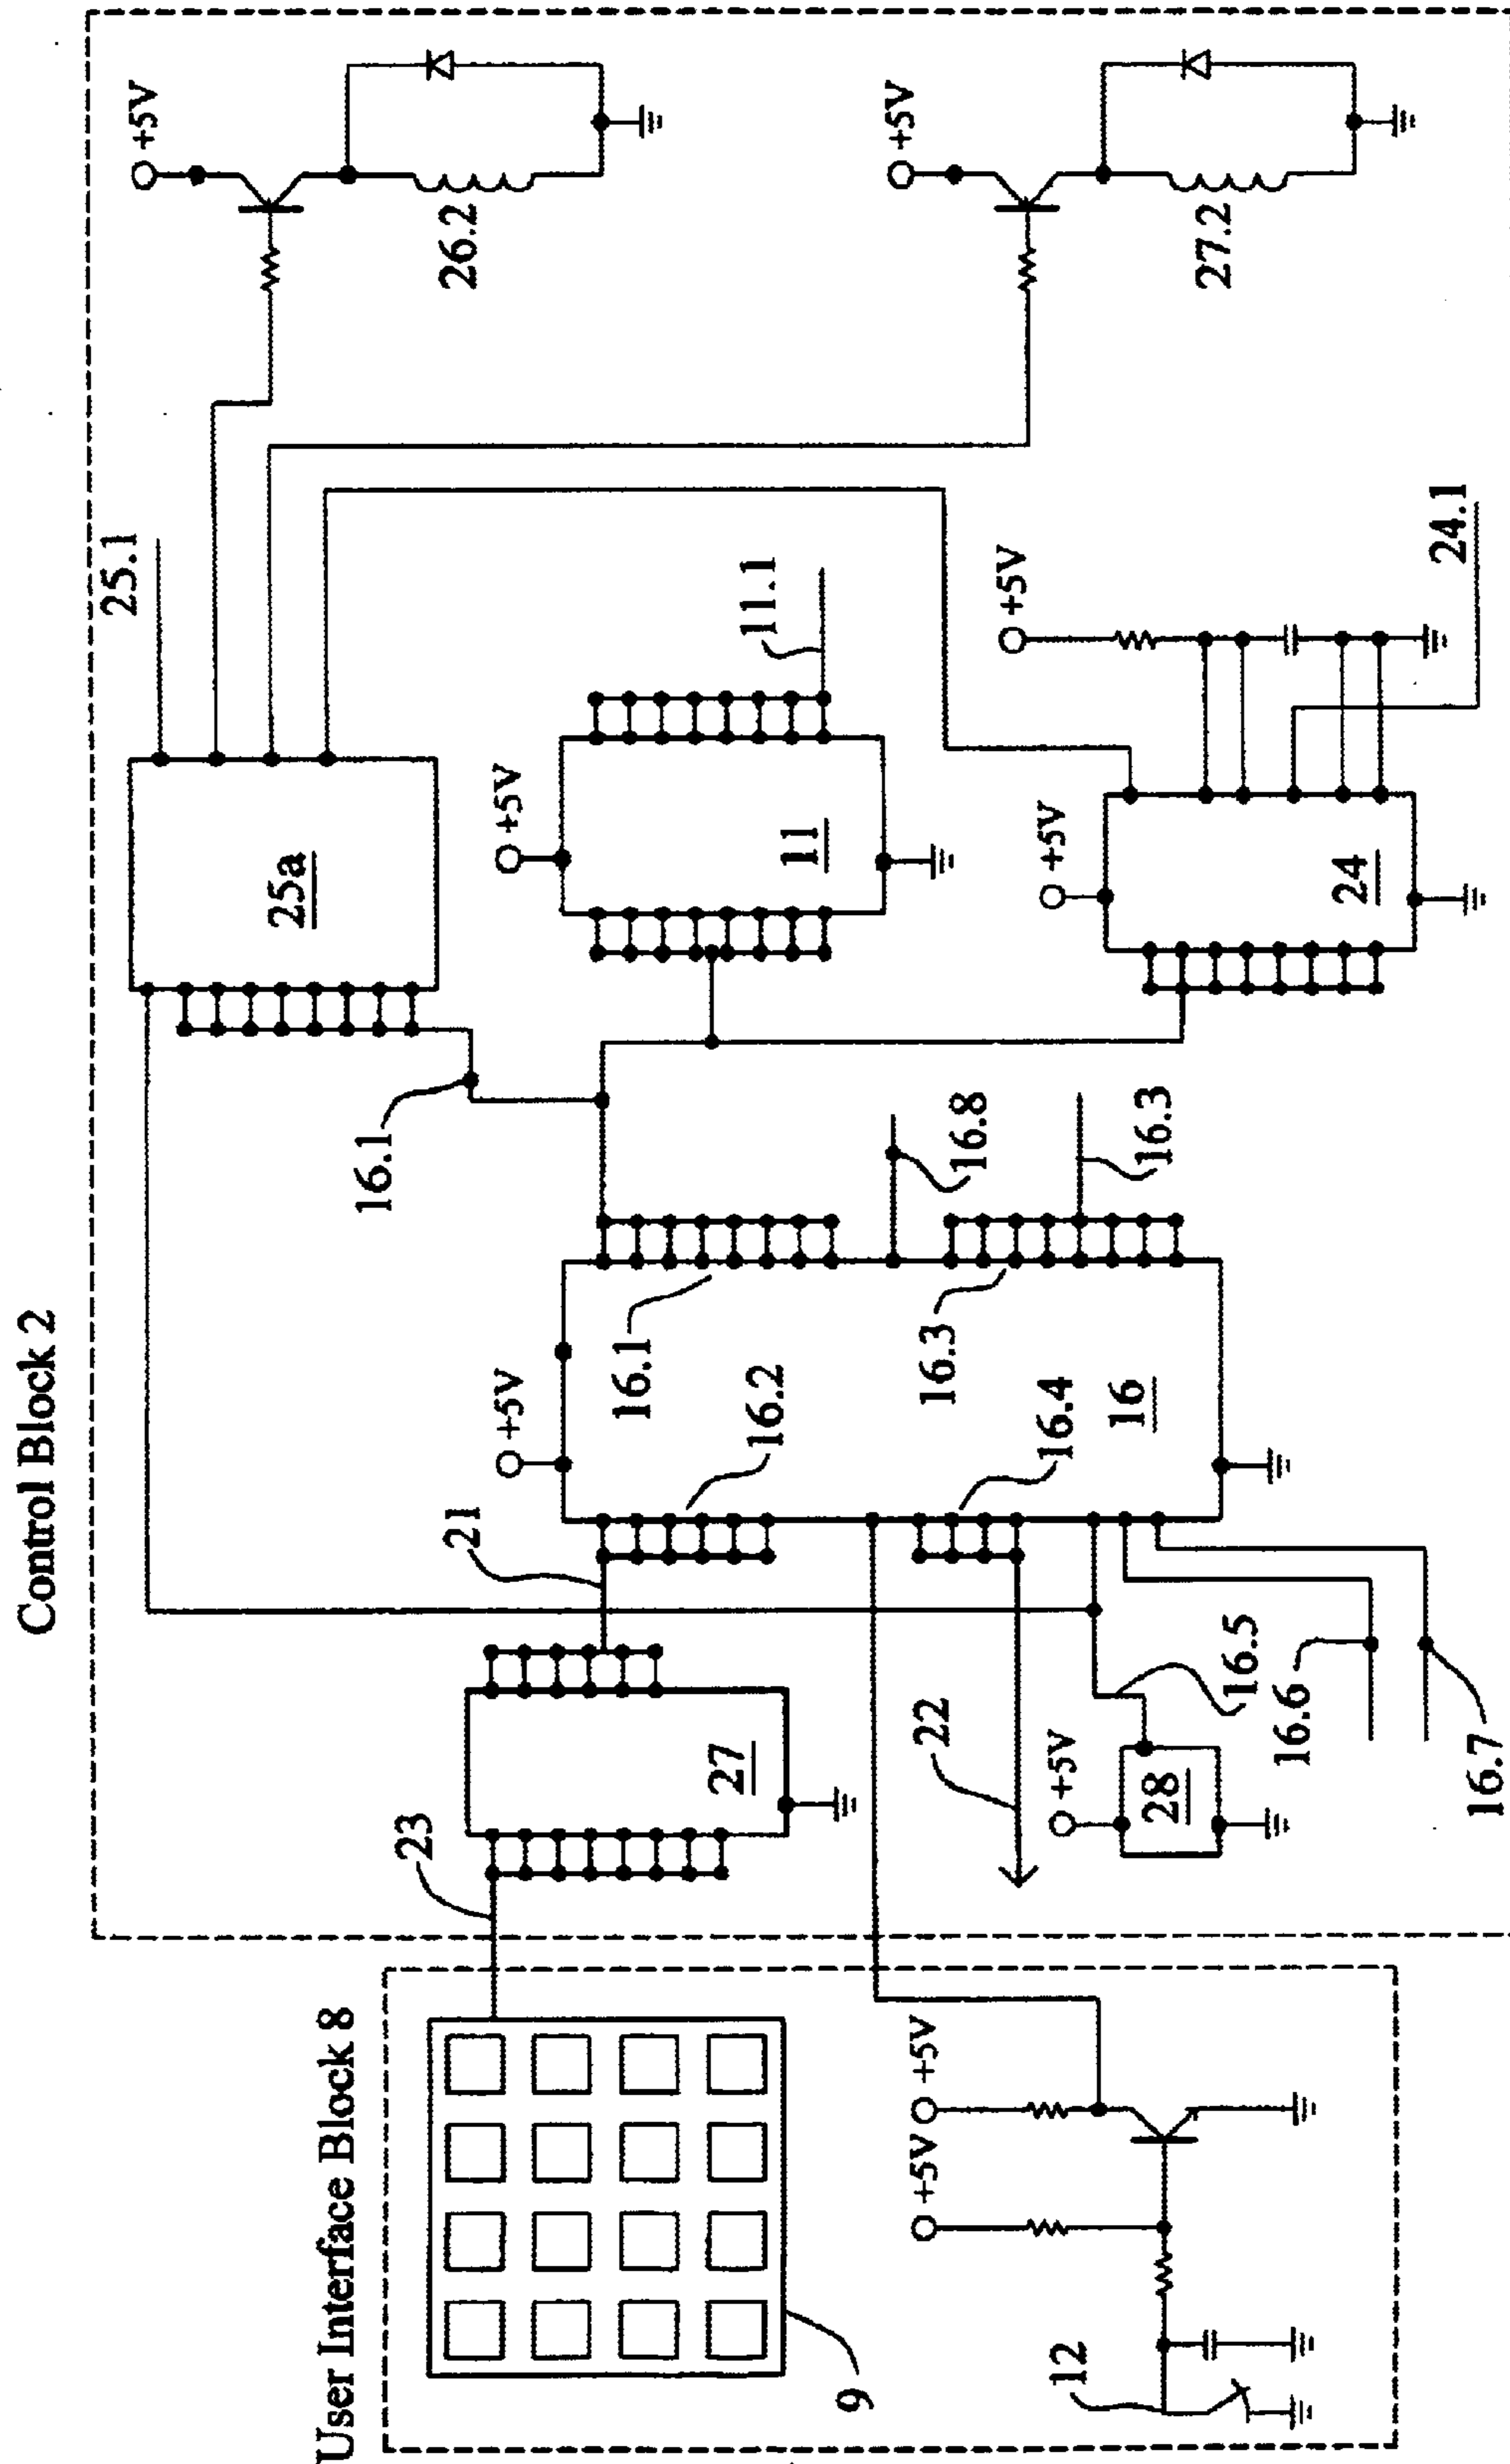 Control Block 2
User Interface Block 8
+5V
26.2
+5V
27.2
25.1
25a
11.1
+5V
11
+5V
24.1
+5V
24
16.1
16.8
16.3
16.1
16.3
+5V
16.2
16.4
16
21
27
23
22
+5V
28
16.5
16.6
16.7
9
+5V
+5V
12